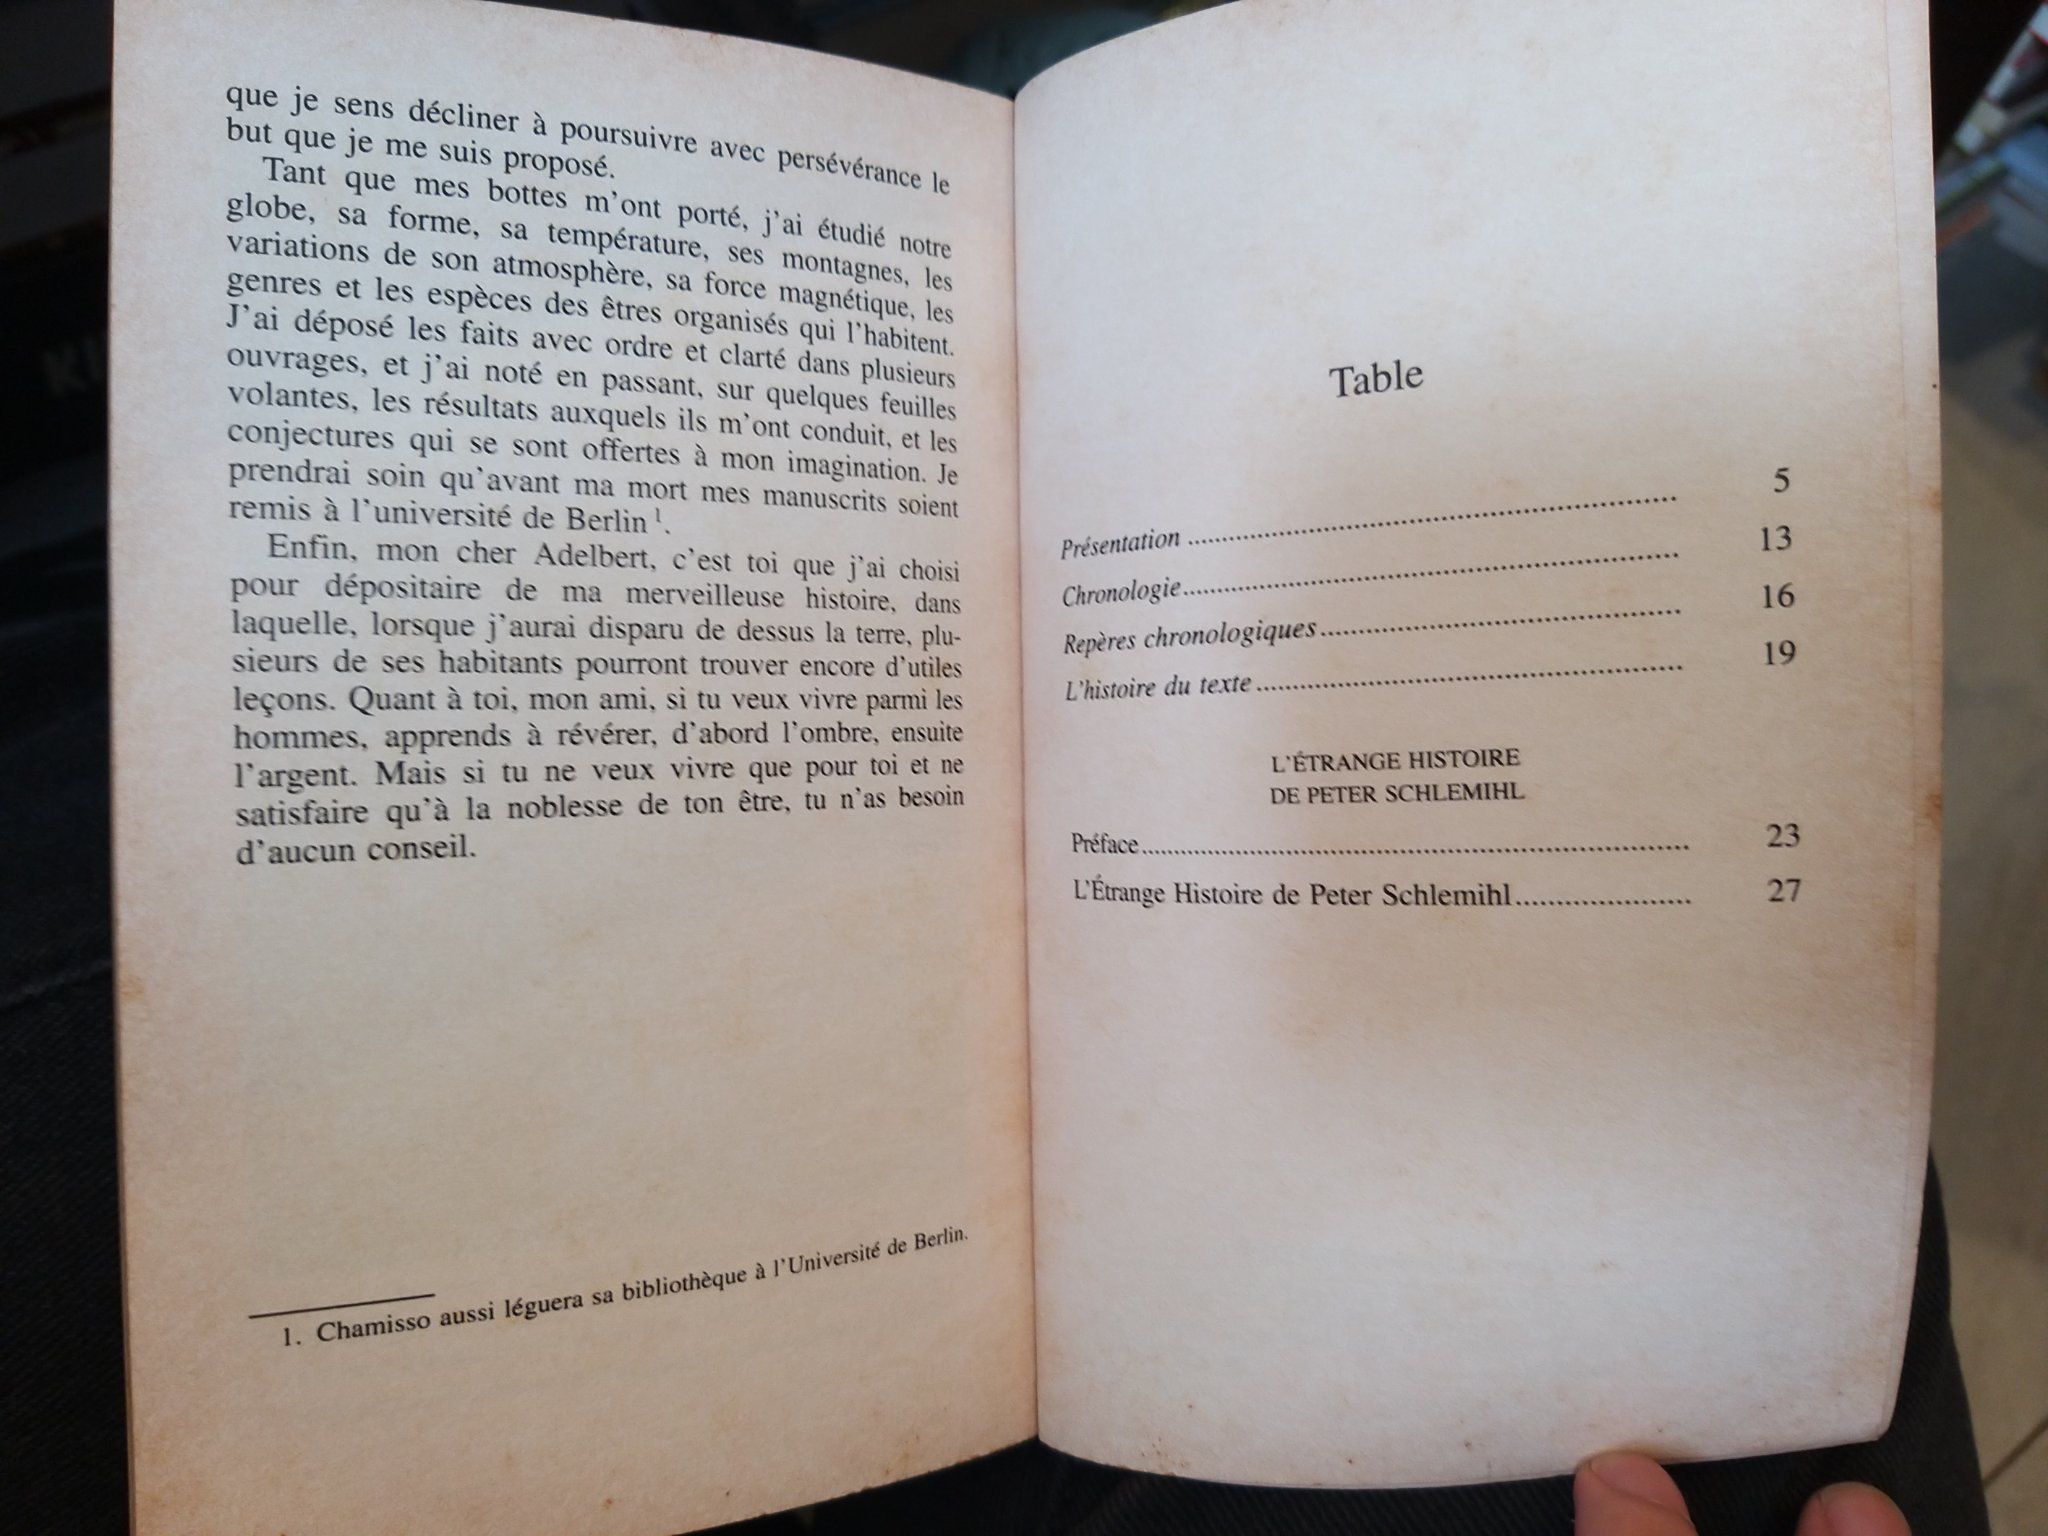 que je sens décliner à poursuivre avec persévérance le
but que je me suis proposé.
Tant que mes bottes m'ont porté, j'ai étudié notre
globe, sa forme, sa température, ses montagnes, les
variations de son atmosphère, sa force magnétique, les
genres et les espèces des êtres organisés qui l'habitent.
J'ai déposé les faits avec ordre et clarté dans plusieurs
ouvrages, et j'ai noté en passant, sur quelques feuilles
volantes, les résultats auxquels ils m'ont conduit, et les
conjectures qui se sont offertes à mon imagination. Je
prendrai soin qu'avant ma mort mes manuscrits soient
remis à l'université de Berlin 1.
Enfin, mon cher Adelbert, c'est toi que j'ai choisi
pour dépositaire de ma merveilleuse histoire, dans
laquelle, lorsque j'aurai disparu de dessus la terre, plu-
sieurs de ses habitants pourront trouver encore d'utiles
leçons. Quant à toi, mon ami, si tu veux vivre parmi les
hommes, apprends à révérer, d'abord l'ombre, ensuite
l'argent. Mais si tu ne veux vivre que pour toi et ne
satisfaire qu'à la noblesse de ton être, tu n'as besoin
d'aucun conseil.
1. Chamisso aussi léguera sa bibliothèque à l'Université de Berlin.
Table
Présentation ........ 5
Chronologie ........ 13
Repères chronologiques ........ 16
L'histoire du texte ........ 19
L'ÉTRANGE HISTOIRE
DE PETER SCHLEMIHL
Préface ........ 23
L'Étrange Histoire de Peter Schlemihl ........ 27